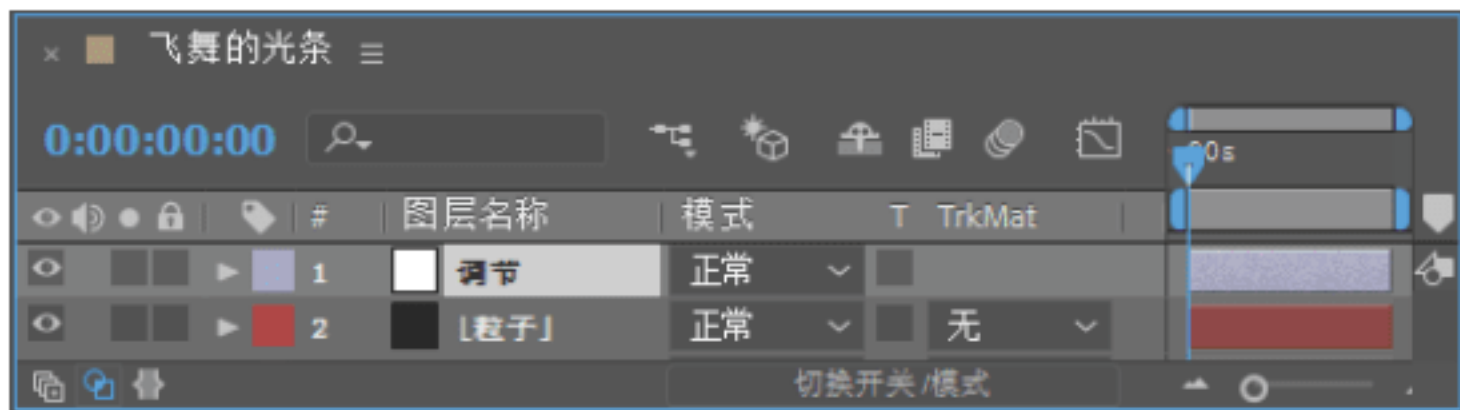 飞舞的光条
0:00:00:00
00s
# 图层名称 模式 T TrkMat
1 调节 正常
2 [粒子] 正常 无
切换开关/模式